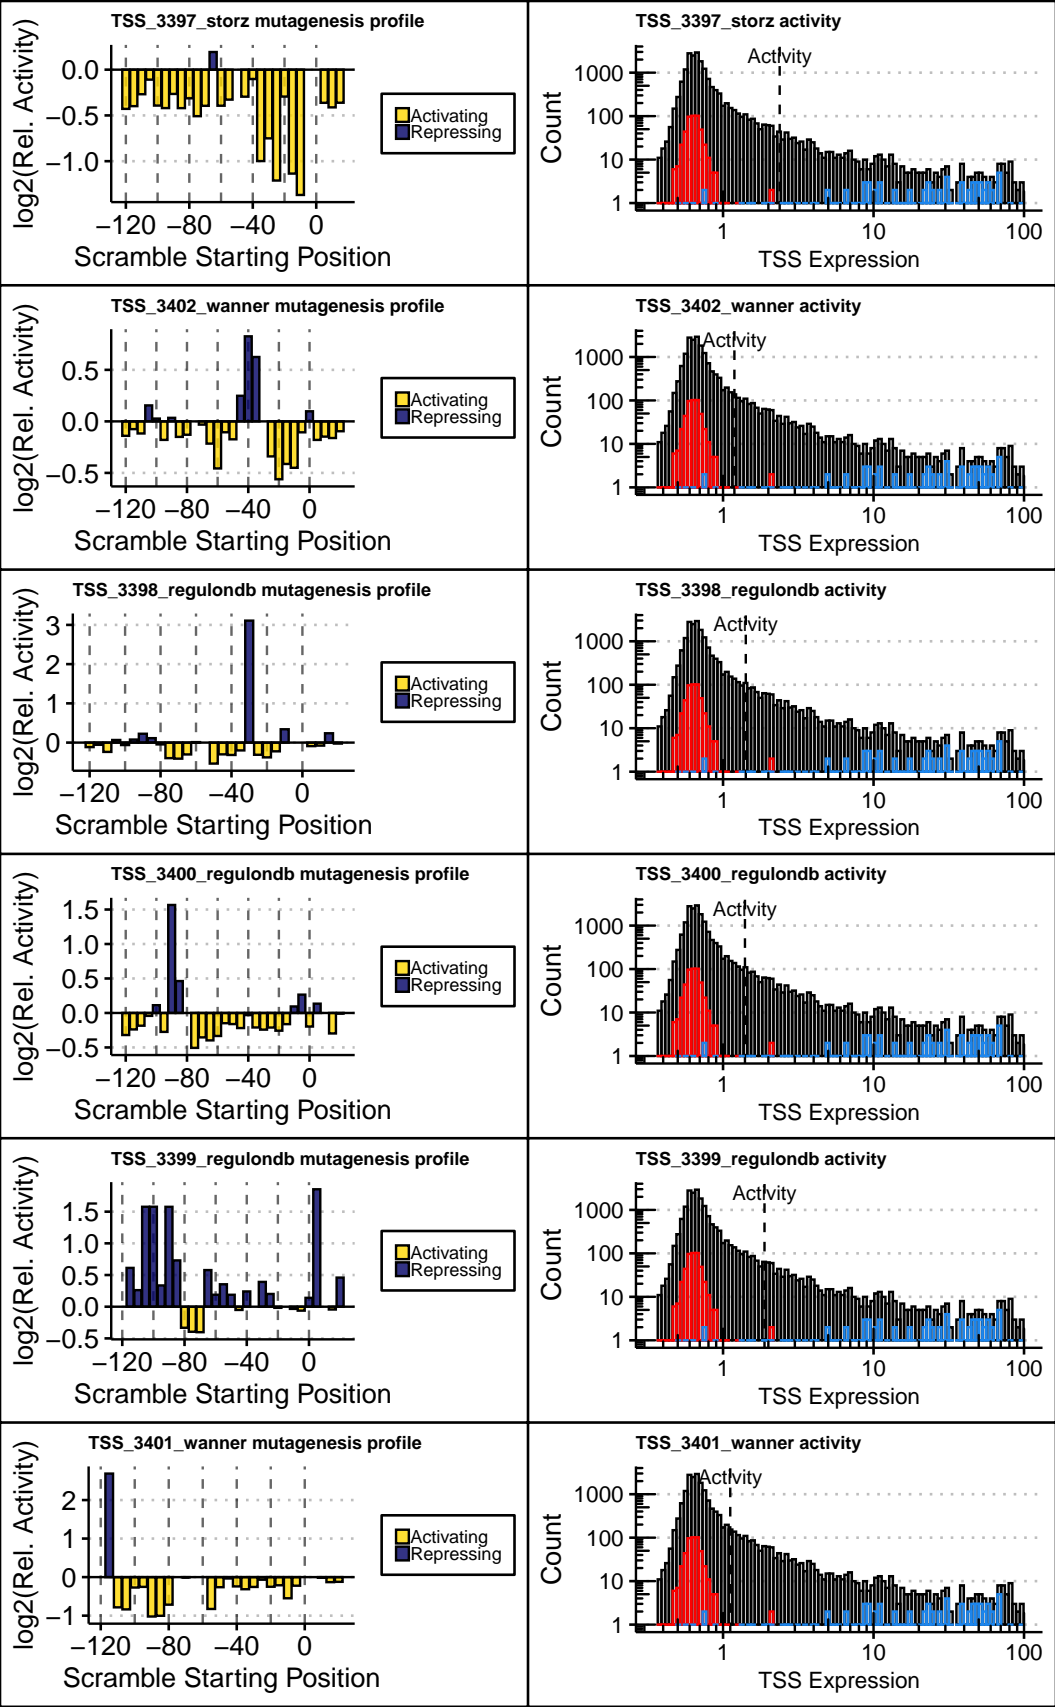 TSS_3397_storz mutagenesis profile
log2(Rel. Activity)
0.0
−0.5
−1.0
−120 −80 −40 0
Scramble Starting Position
Activating
Repressing
TSS_3397_storz activity
Activity
Count
1000
100
10
1
1 10 100
TSS Expression
TSS_3402_wanner mutagenesis profile
log2(Rel. Activity)
0.5
0.0
−0.5
−120 −80 −40 0
Scramble Starting Position
Activating
Repressing
TSS_3402_wanner activity
Activity
Count
1000
100
10
1
1 10 100
TSS Expression
TSS_3398_regulondb mutagenesis profile
log2(Rel. Activity)
3
2
1
0
−120 −80 −40 0
Scramble Starting Position
Activating
Repressing
TSS_3398_regulondb activity
Activity
Count
1000
100
10
1
1 10 100
TSS Expression
TSS_3400_regulondb mutagenesis profile
log2(Rel. Activity)
1.5
1.0
0.5
0.0
−0.5
−120 −80 −40 0
Scramble Starting Position
Activating
Repressing
TSS_3400_regulondb activity
Activity
Count
1000
100
10
1
1 10 100
TSS Expression
TSS_3399_regulondb mutagenesis profile
log2(Rel. Activity)
1.5
1.0
0.5
0.0
−0.5
−120 −80 −40 0
Scramble Starting Position
Activating
Repressing
TSS_3399_regulondb activity
Activity
Count
1000
100
10
1
1 10 100
TSS Expression
TSS_3401_wanner mutagenesis profile
log2(Rel. Activity)
2
1
0
−1
−120 −80 −40 0
Scramble Starting Position
Activating
Repressing
TSS_3401_wanner activity
Activity
Count
1000
100
10
1
1 10 100
TSS Expression